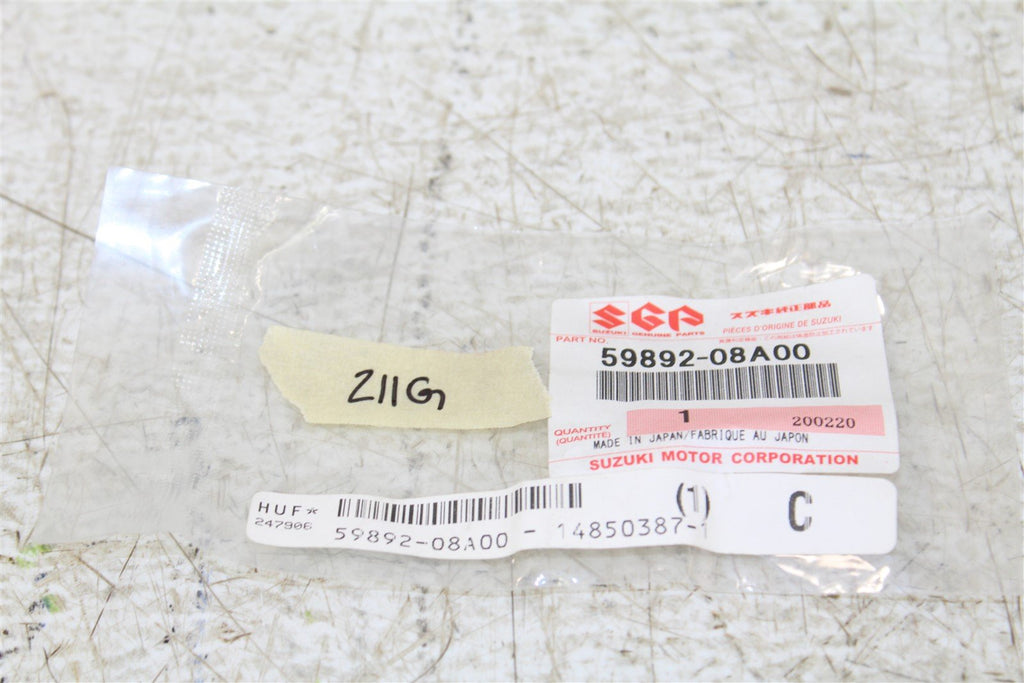 211G
SGP
スズキ純正部品
SUZUKI GENUINE PARTS
PIÈCES D'ORIGINE DE SUZUKI
PART NO.
59892-08A00
1
200220
QUANTITY
(QUANTITÉ)
MADE IN JAPAN/FABRIQUE AU JAPON
SUZUKI MOTOR CORPORATION
HUF*
247906
(1)
C
59892-08A00 - 14850387-1